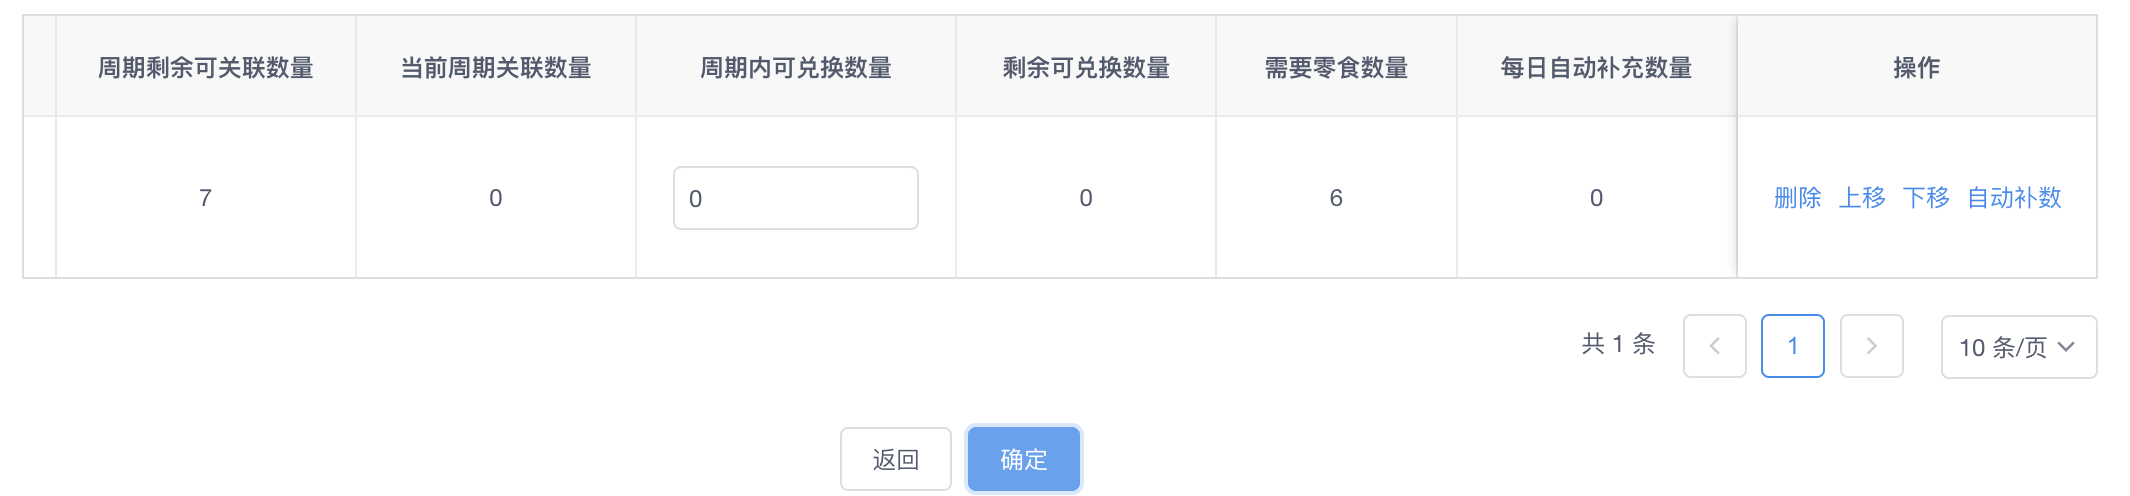 周期剩余可关联数量 当前周期关联数量 周期内可兑换数量 剩余可兑换数量 需要零食数量 每日自动补充数量 操作
7 0 0 0 6 0 删除 上移 下移 自动补数
共 1 条 1 10 条/页
返回 确定